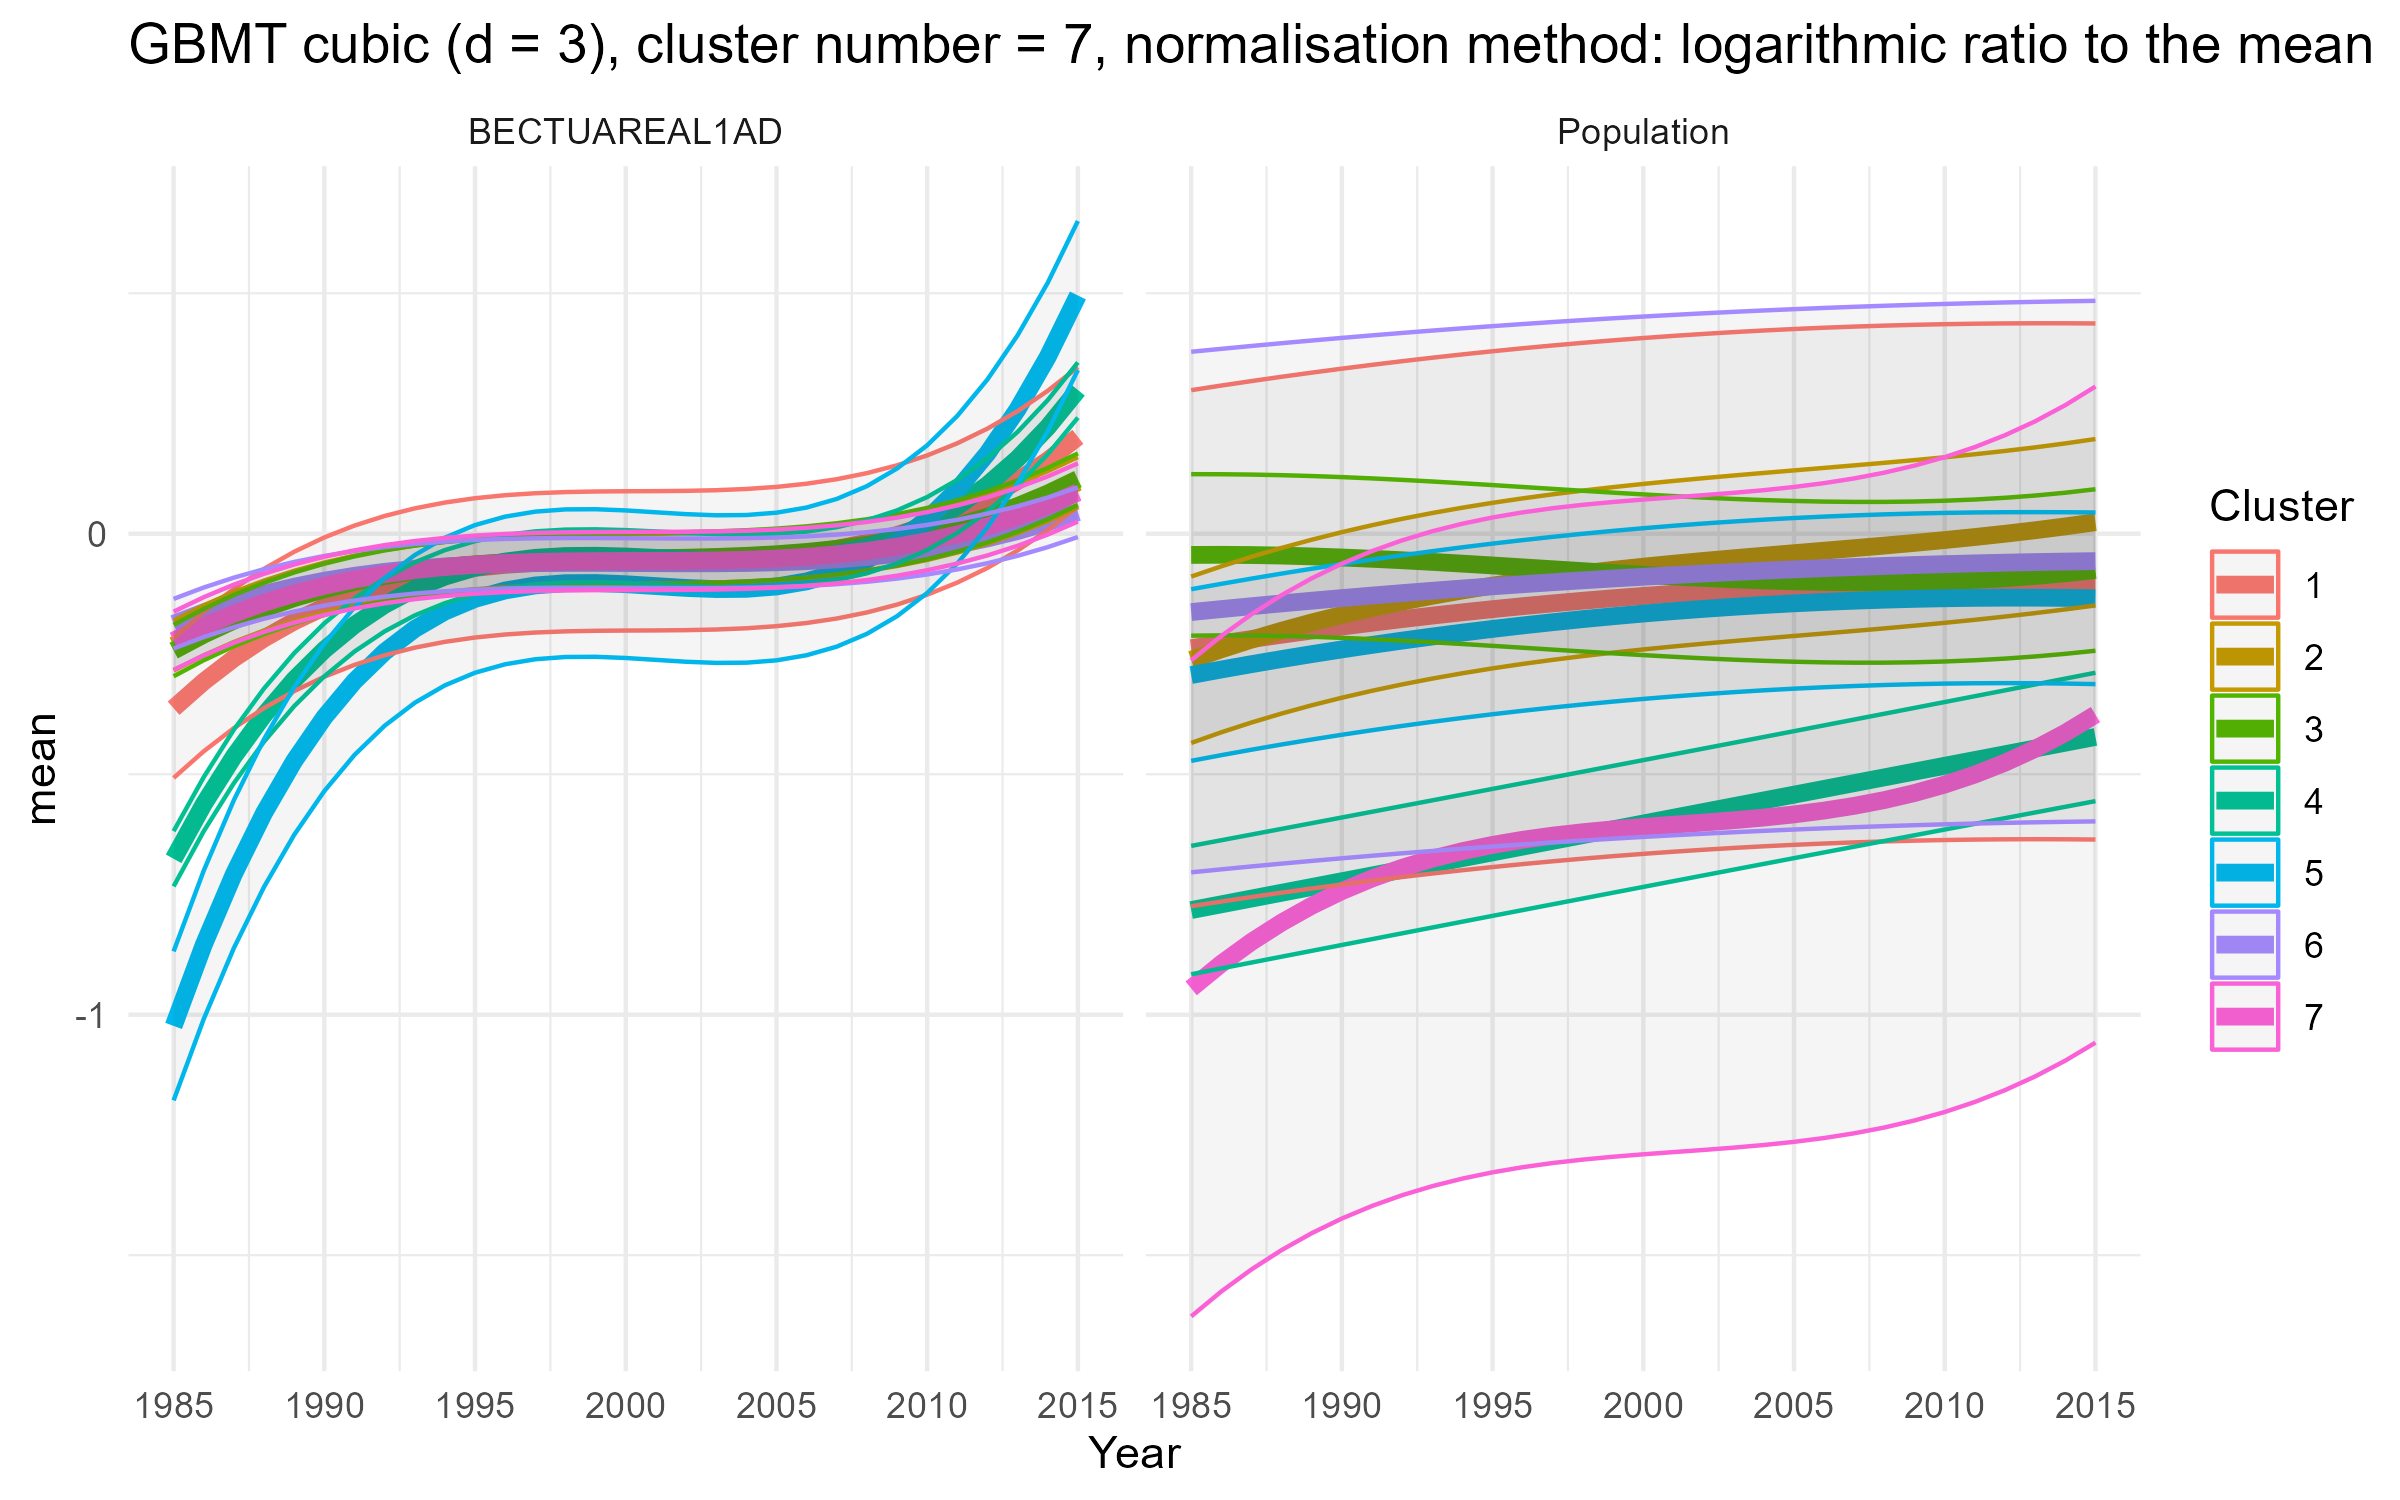 GBMT cubic (d = 3), cluster number = 7, normalisation method: logarithmic ratio to the mean
BECTUAREAL1AD
Population
mean
0
-1
1985 1990 1995 2000 2005 2010 2015
1985 1990 1995 2000 2005 2010 2015
Year
Cluster
1
2
3
4
5
6
7